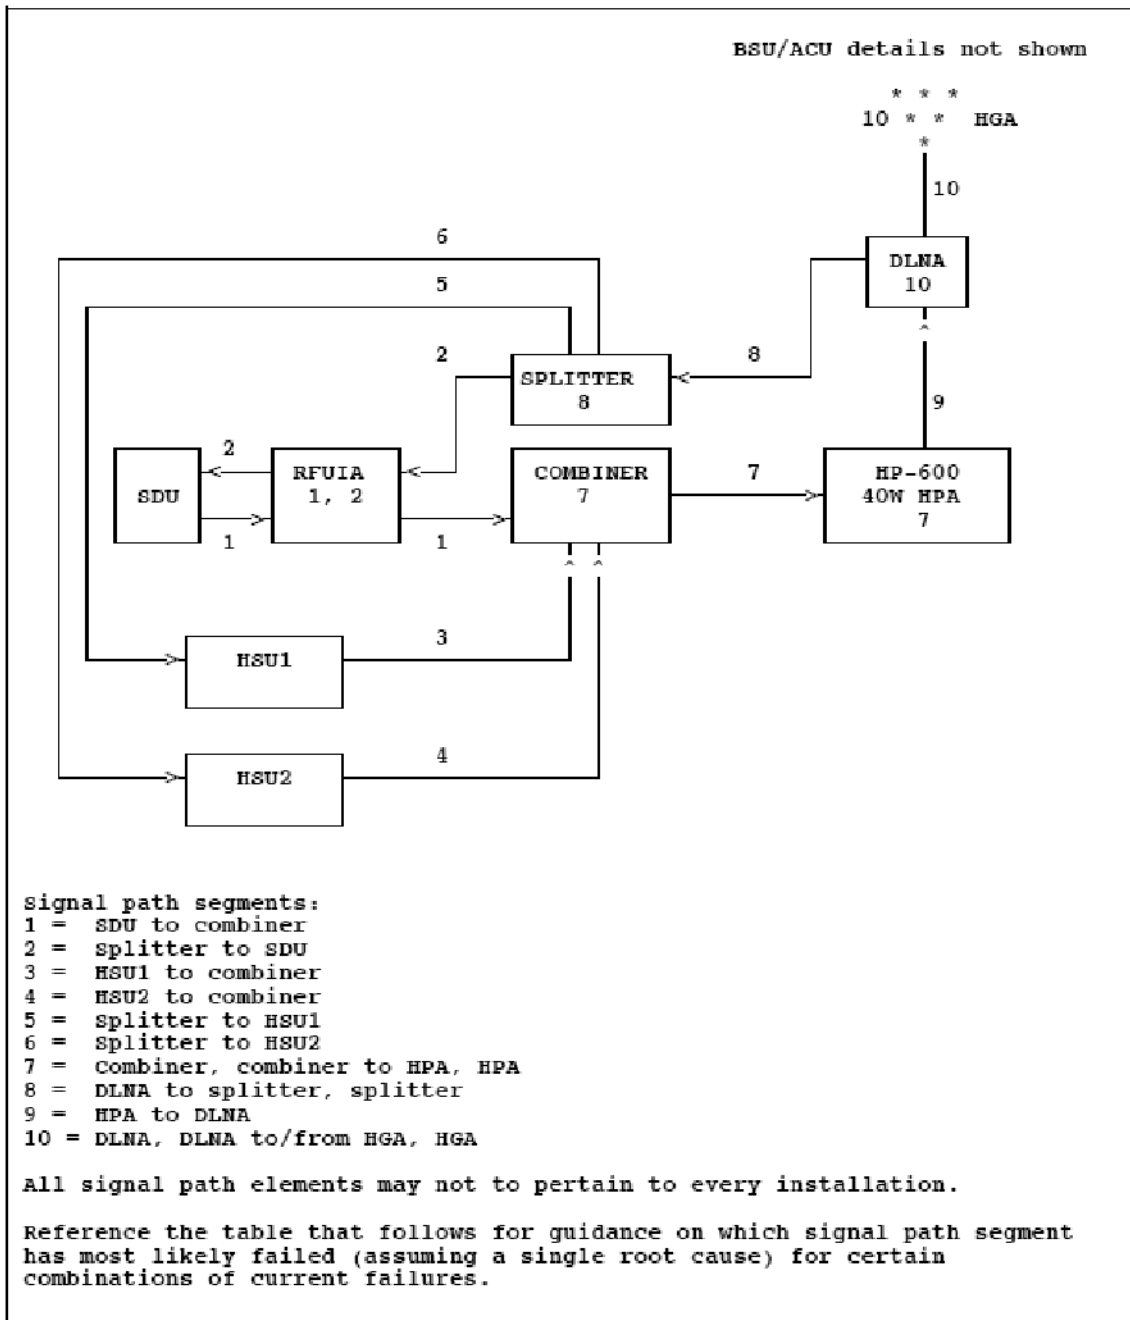 BSU/ACU details not shown
* * *
10 * * HGA
*
10
6
DLNA
10
5
2
8
SPLITTER
8
9
2
RFUIA
1, 2
COMBINER
7
7
HP-600
40W HPA
7
SDU
1
1
HSU1
3
HSU2
4
Signal path segments:
1 = SDU to combiner
2 = Splitter to SDU
3 = HSU1 to combiner
4 = HSU2 to combiner
5 = Splitter to HSU1
6 = Splitter to HSU2
7 = Combiner, combiner to HPA, HPA
8 = DLNA to splitter, splitter
9 = HPA to DLNA
10 = DLNA, DLNA to/from HGA, HGA
All signal path elements may not to pertain to every installation.
Reference the table that follows for guidance on which signal path segment
has most likely failed (assuming a single root cause) for certain
combinations of current failures.